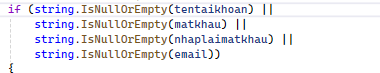 if (string.IsNullOrEmpty(tentaikhoan) ||
string.IsNullOrEmpty(matkhau) ||
string.IsNullOrEmpty(nhaplaimatkhau) ||
string.IsNullOrEmpty(email))
{